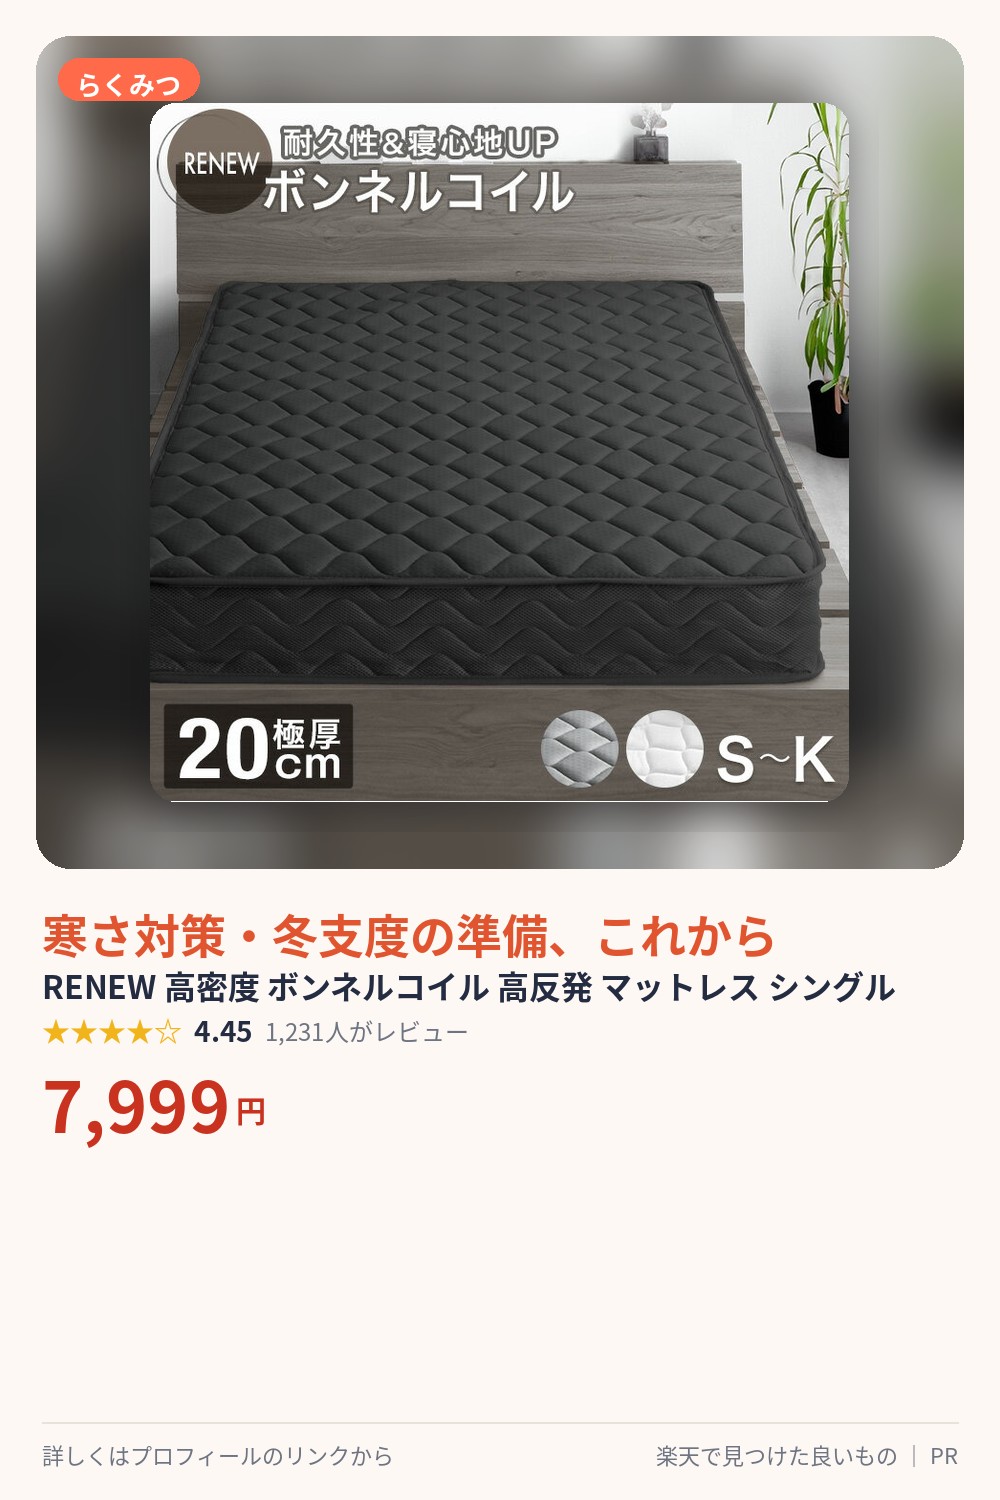 らくみつ
RENEW
耐久性&寝心地UP
ボンネルコイル
20cm 極厚
S～K
寒さ対策・冬支度の準備、これから
RENEW 高密度 ボンネルコイル 高反発 マットレス シングル
★★★★☆ 4.45 1,231人がレビュー
7,999円
詳しくはプロフィールのリンクから
楽天で見つけた良いもの｜PR